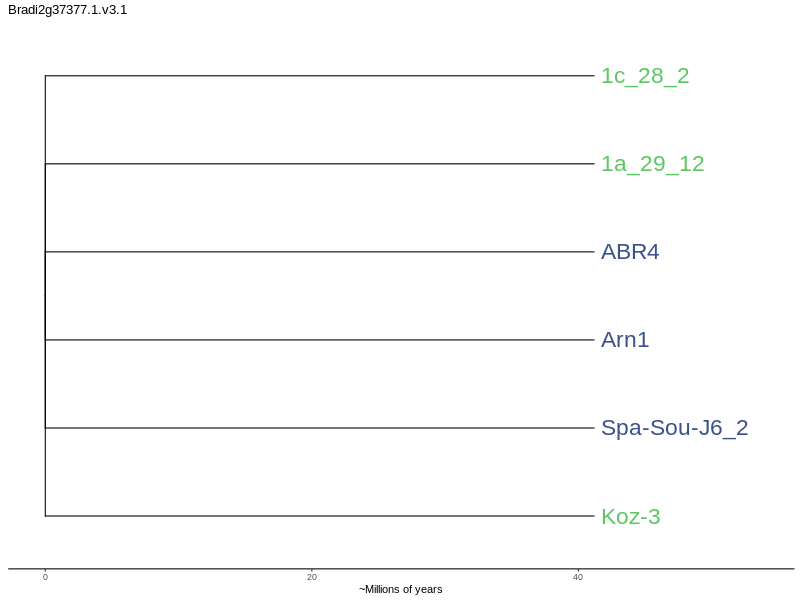 Bradi2g37377.1.v3.1
1c_28_2
1a_29_12
ABR4
Arn1
Spa-Sou-J6_2
Koz-3
0 20 40
~Millions of years